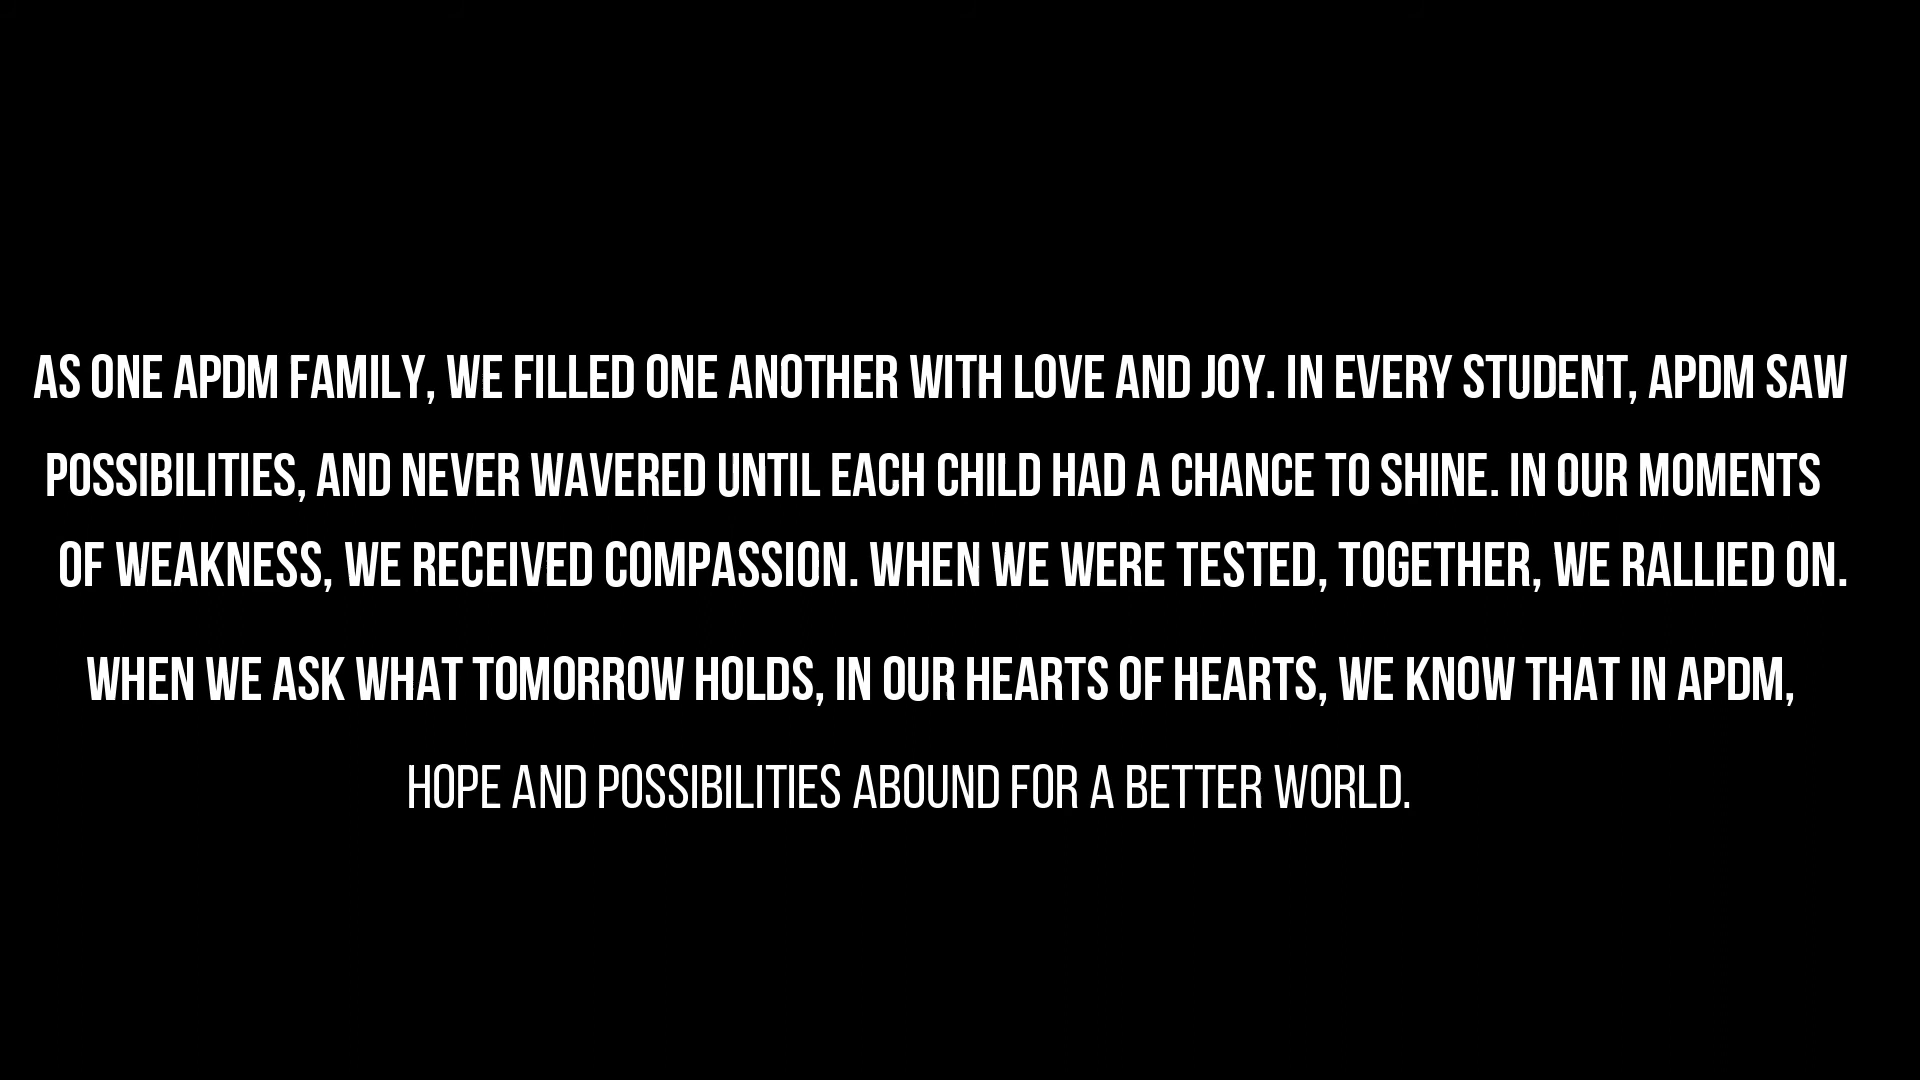 AS ONE APDM FAMILY, WE FILLED ONE ANOTHER WITH LOVE AND JOY. IN EVERY STUDENT, APDM SAW
POSSIBILITIES, AND NEVER WAVERED UNTIL EACH CHILD HAD A CHANCE TO SHINE. IN OUR MOMENTS
OF WEAKNESS, WE RECEIVED COMPASSION. WHEN WE WERE TESTED, TOGETHER, WE RALLIED ON.
WHEN WE ASK WHAT TOMORROW HOLDS, IN OUR HEARTS OF HEARTS, WE KNOW THAT IN APDM,
HOPE AND POSSIBILITIES ABOUND FOR A BETTER WORLD.